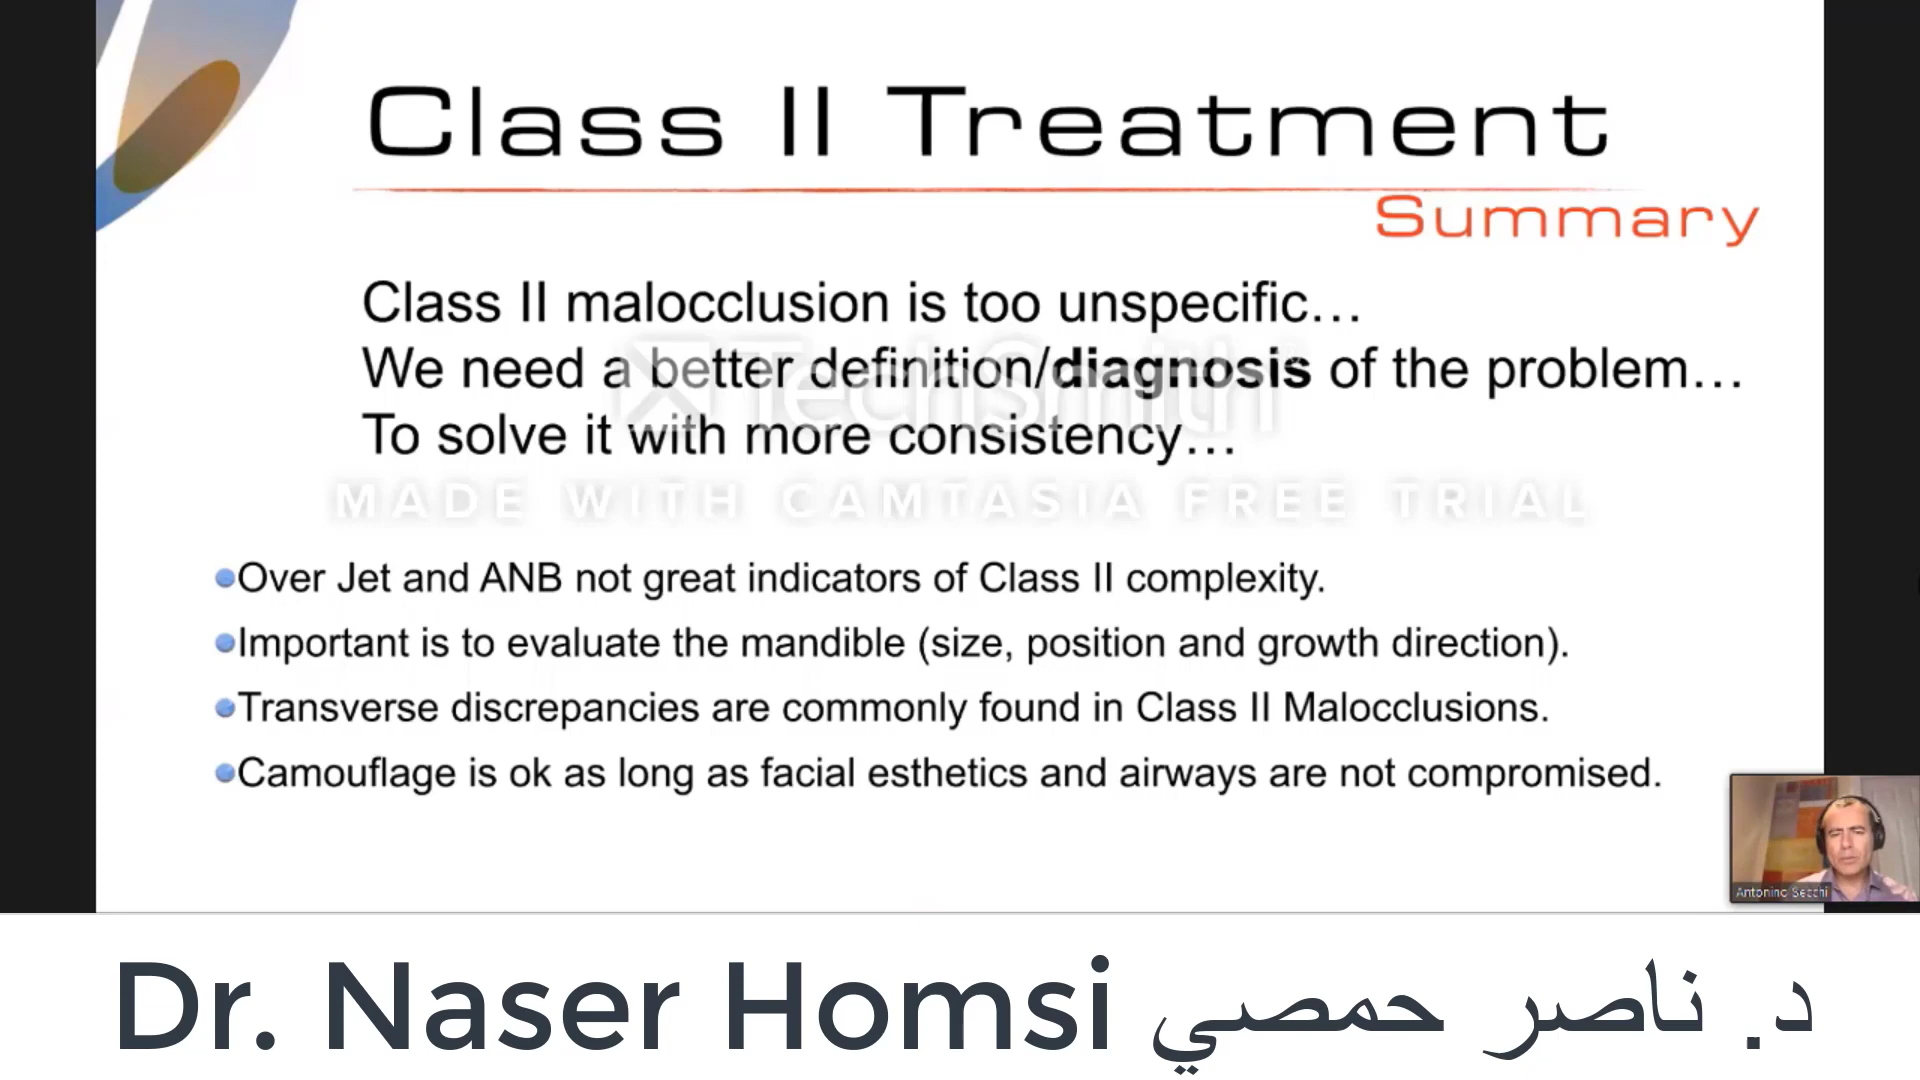 Class II Treatment
Summary
Class II malocclusion is too unspecific…
We need a better definition/diagnosis of the problem…
To solve it with more consistency…
TechSmith
MADE WITH CAMTASIA FREE TRIAL
Over Jet and ANB not great indicators of Class II complexity.
Important is to evaluate the mandible (size, position and growth direction).
Transverse discrepancies are commonly found in Class II Malocclusions.
Camouflage is ok as long as facial esthetics and airways are not compromised.
Antonino Secchi
Dr. Naser Homsi د. ناصر حمصي